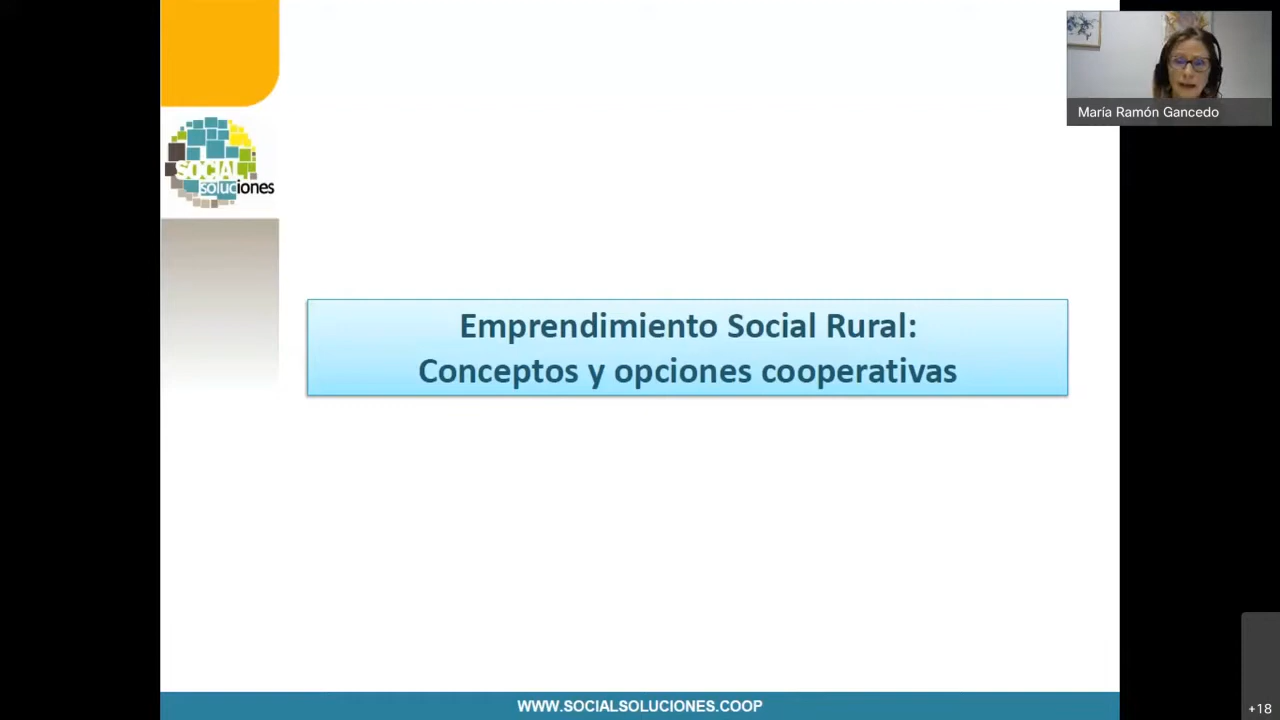 María Ramón Gancedo
SOCIAL
soluciones
Emprendimiento Social Rural:
Conceptos y opciones cooperativas
WWW.SOCIALSOLUCIONES.COOP
+18